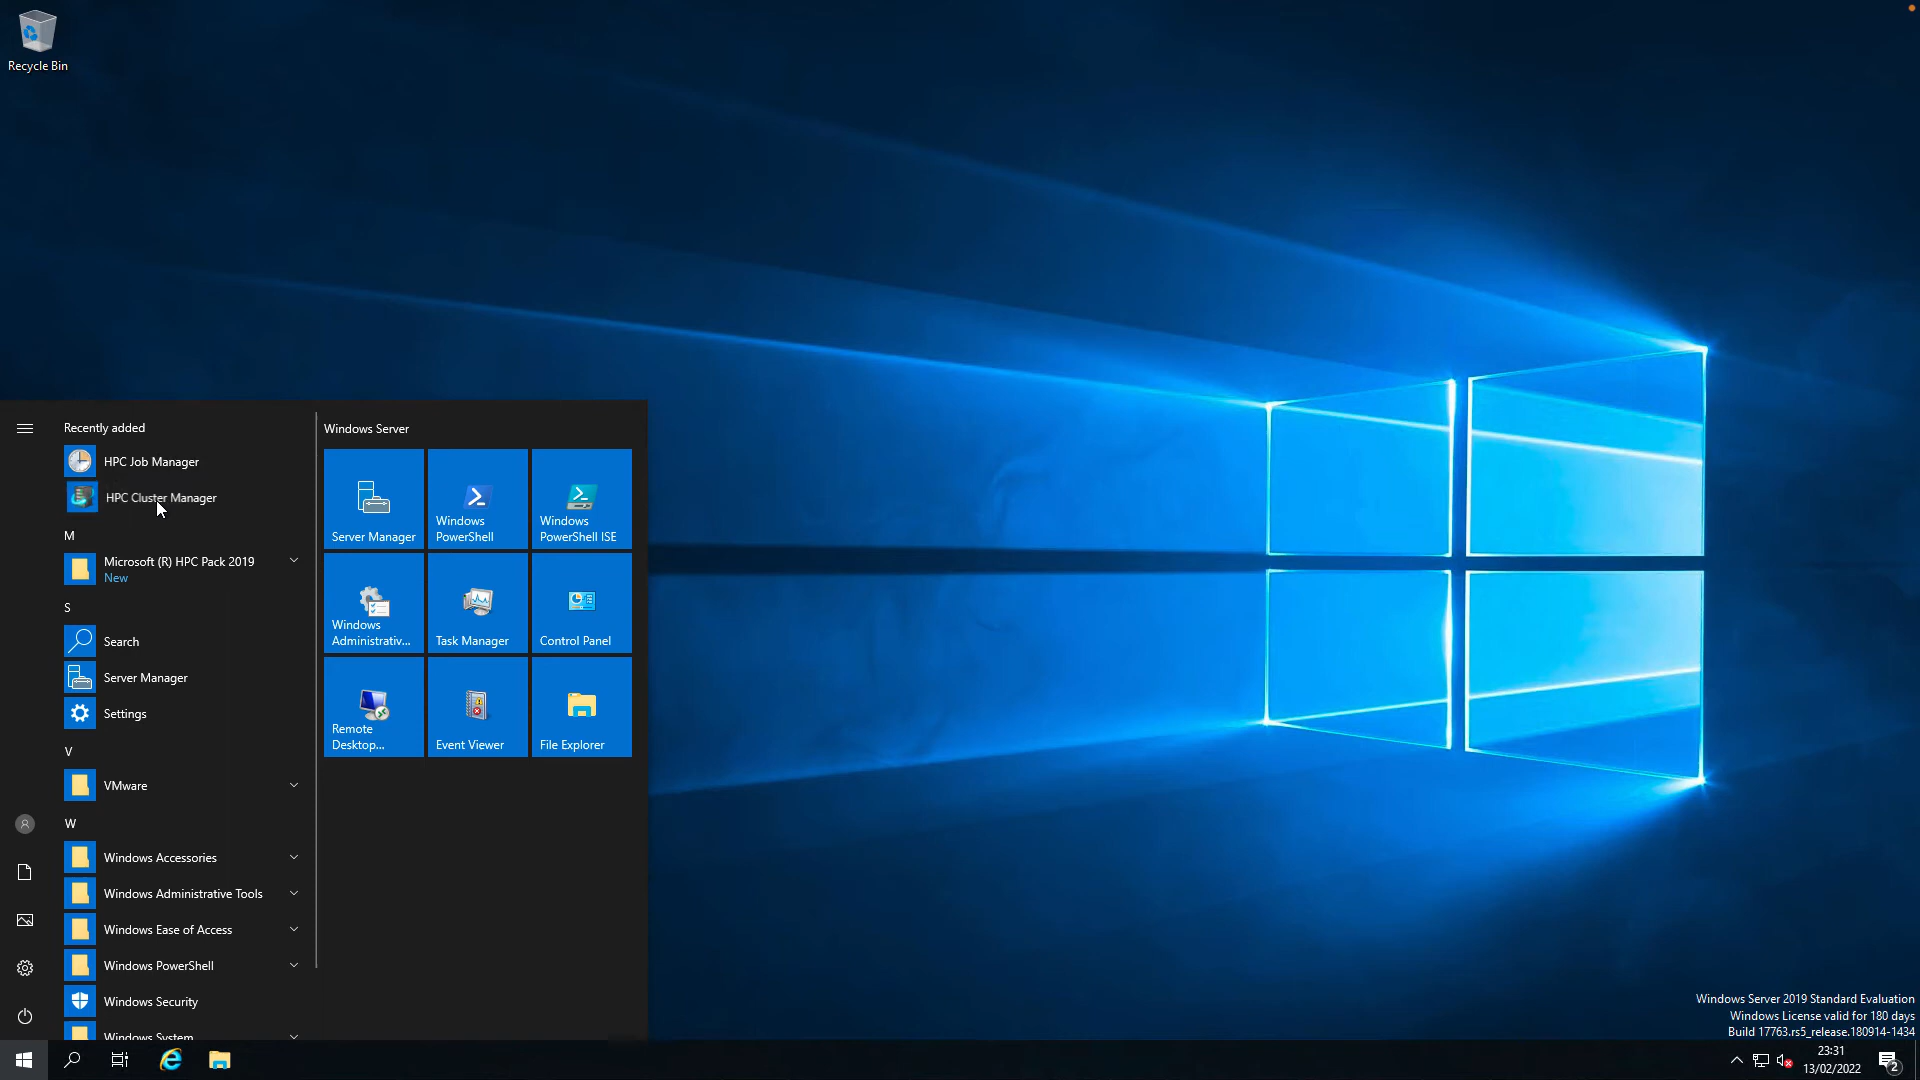 Recycle Bin
Recently added
HPC Job Manager
HPC Cluster Manager
M
Microsoft (R) HPC Pack 2019
New
S
Search
Server Manager
Settings
V
VMware
W
Windows Accessories
Windows Administrative Tools
Windows Ease of Access
Windows PowerShell
Windows Security
Windows System
Windows Server
Server Manager
Windows
PowerShell
Windows
PowerShell ISE
Windows
Administrativ...
Task Manager
Control Panel
Remote
Desktop...
Event Viewer
File Explorer
Windows Server 2019 Standard Evaluation
Windows License valid for 180 days
Build 17763.rs5_release.180914-1434
23:31
13/02/2022
2